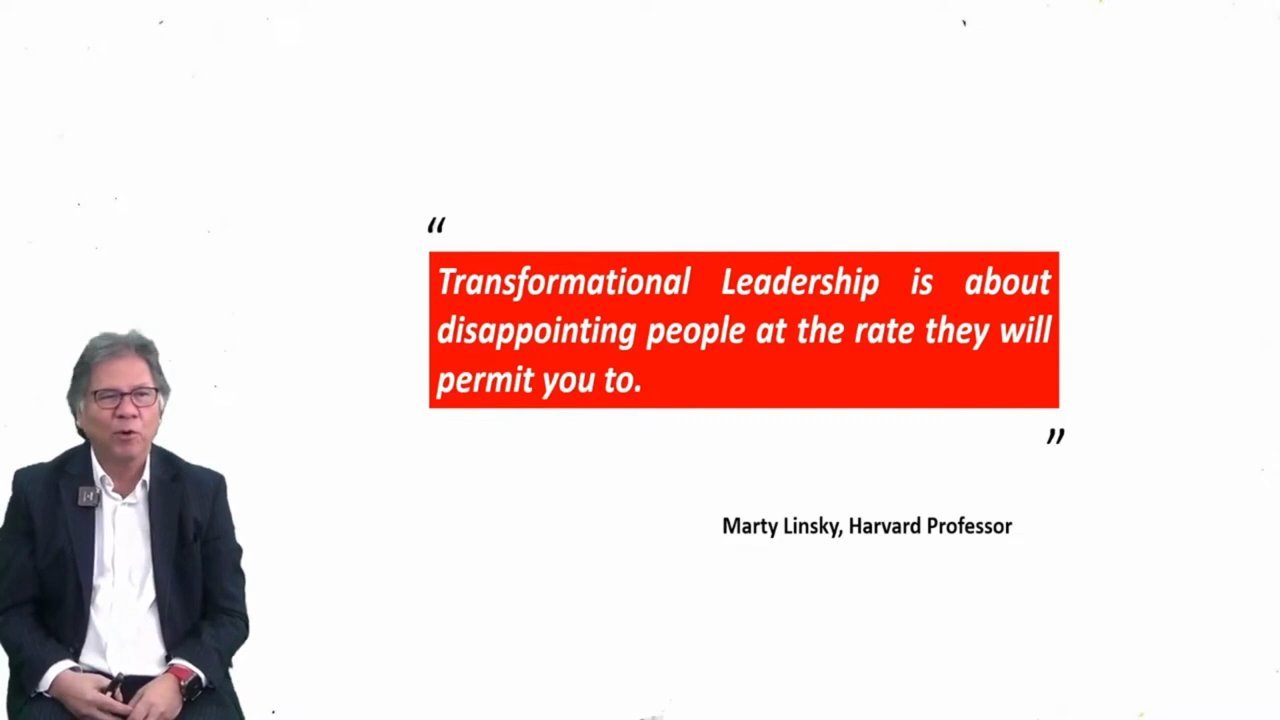 “
Transformational Leadership is about
disappointing people at the rate they will
permit you to.
”
Marty Linsky, Harvard Professor